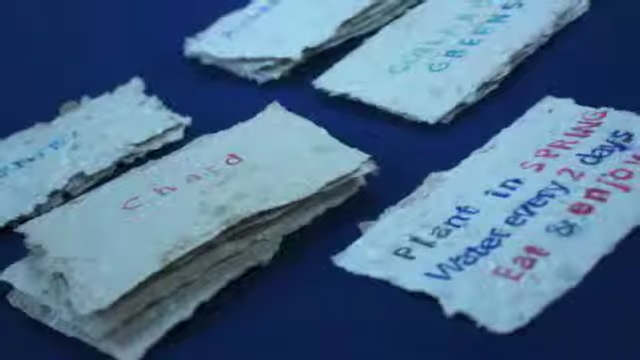 GREENS
Chard
Plant in SPRING
Water every 2 days
Eat & enjoy